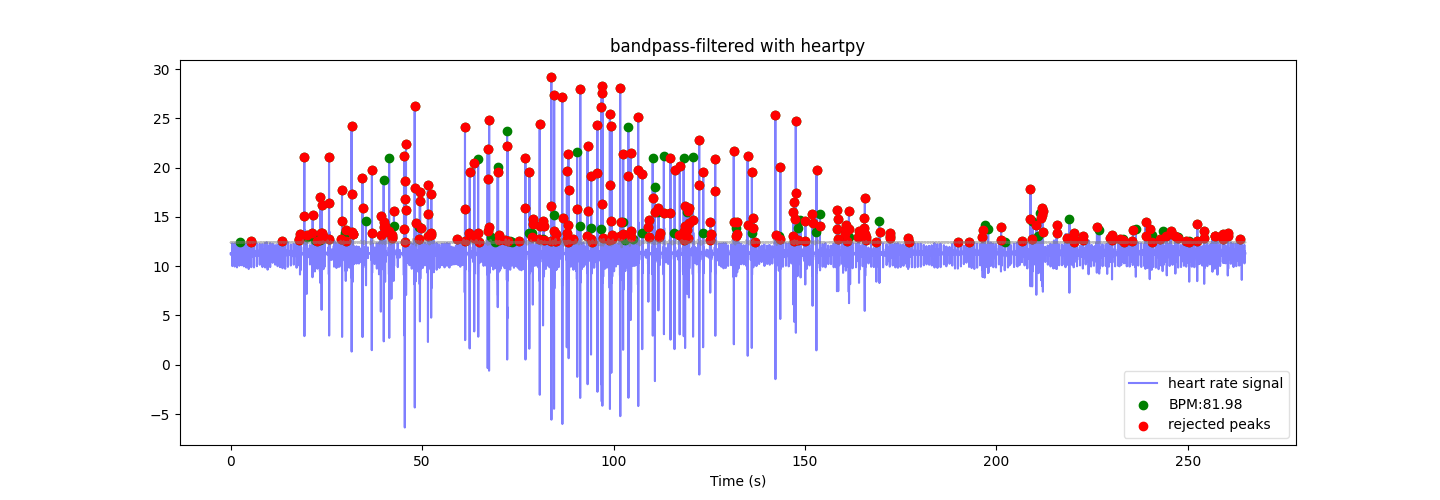 bandpass-filtered with heartpy
30
25
20
15
10
5
0
−5
0 50 100 150 200 250
Time (s)
heart rate signal
BPM:81.98
rejected peaks